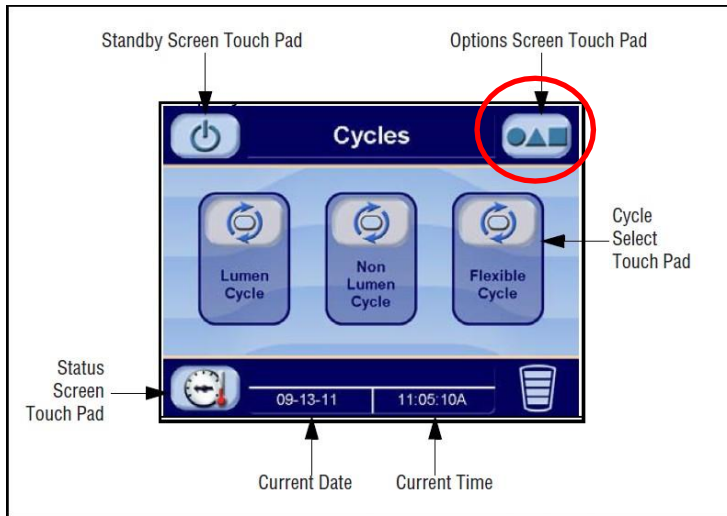 Standby Screen Touch Pad
Options Screen Touch Pad
Cycles
Lumen
Cycle
Non
Lumen
Cycle
Flexible
Cycle
Cycle
Select
Touch Pad
Status
Screen
Touch Pad
09-13-11
11:05:10A
Current Date
Current Time